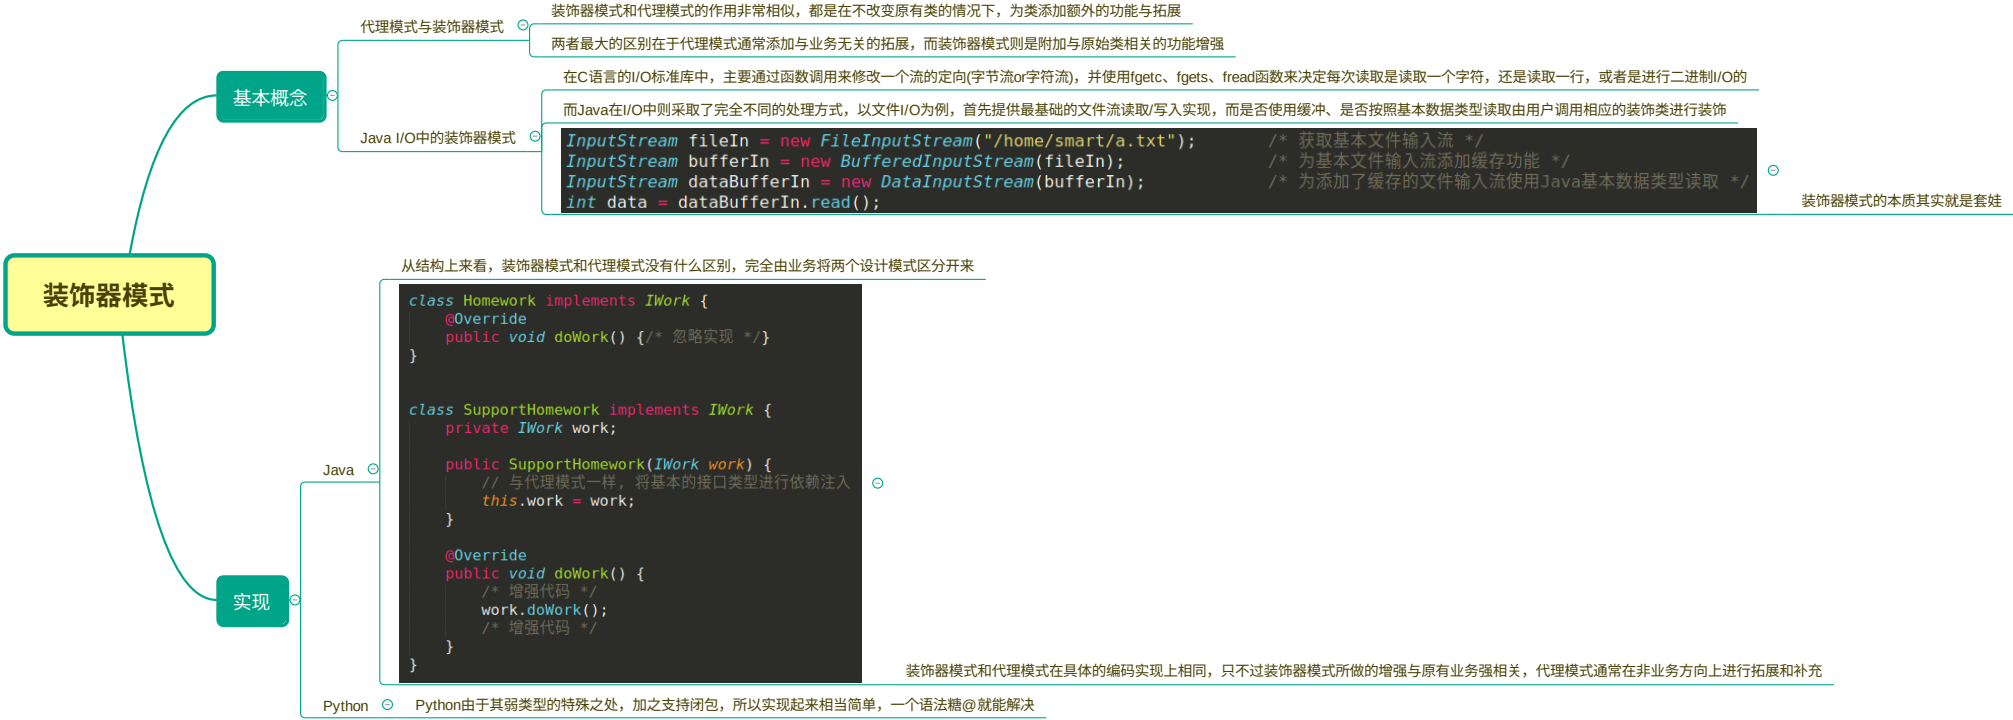 装饰器模式
基本概念
代理模式与装饰器模式
装饰器模式和代理模式的作用非常相似，都是在不改变原有类的情况下，为类添加额外的功能与拓展
两者最大的区别在于代理模式通常添加与业务无关的拓展，而装饰器模式则是附加与原始类相关的功能增强
Java I/O中的装饰器模式
在C语言的I/O标准库中，主要通过函数调用来修改一个流的定向(字节流or字符流)，并使用fgetc、fgets、fread函数来决定每次读取是读取一个字符，还是读取一行，或者是进行二进制I/O的
而Java在I/O中则采取了完全不同的处理方式，以文件I/O为例，首先提供最基础的文件流读取/写入实现，而是否使用缓冲、是否按照基本数据类型读取由用户调用相应的装饰类进行装饰
InputStream fileIn = new FileInputStream("/home/smart/a.txt"); /* 获取基本文件输入流 */
InputStream bufferIn = new BufferedInputStream(fileIn); /* 为基本文件输入流添加缓存功能 */
InputStream dataBufferIn = new DataInputStream(bufferIn); /* 为添加了缓存的文件输入流使用Java基本数据类型读取 */
int data = dataBufferIn.read();
装饰器模式的本质其实就是套娃
实现
Java
从结构上来看，装饰器模式和代理模式没有什么区别，完全由业务将两个设计模式区分开来
class Homework implements IWork {
@Override
public void doWork() {/* 忽略实现 */}
}
class SupportHomework implements IWork {
private IWork work;
public SupportHomework(IWork work) {
// 与代理模式一样, 将基本的接口类型进行依赖注入
this.work = work;
}
@Override
public void doWork() {
/* 增强代码 */
work.doWork();
/* 增强代码 */
}
}
装饰器模式和代理模式在具体的编码实现上相同，只不过装饰器模式所做的增强与原有业务强相关，代理模式通常在非业务方向上进行拓展和补充
Python
Python由于其弱类型的特殊之处，加之支持闭包，所以实现起来相当简单，一个语法糖@就能解决